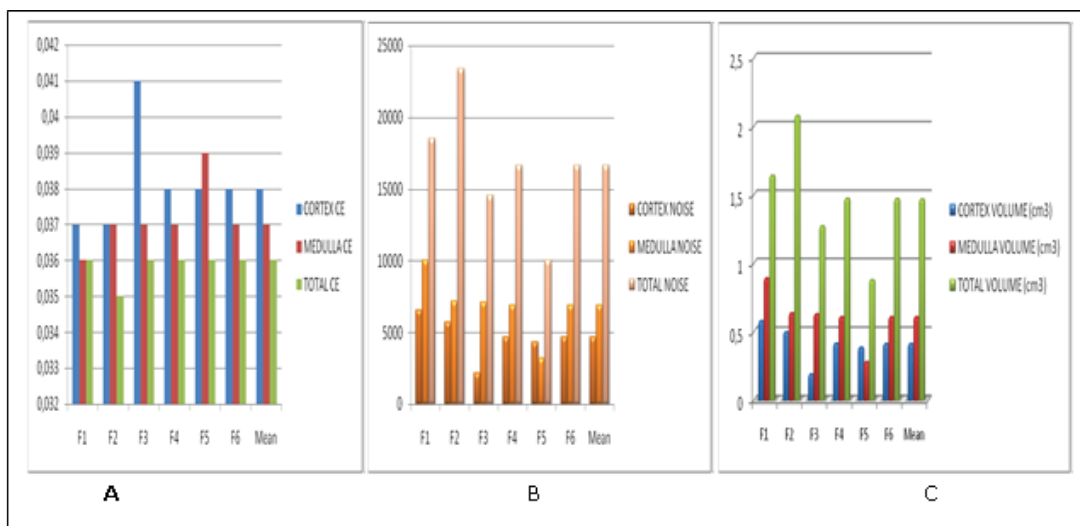 0,042
0,041
0,040
0,039
0,038
0,037
0,036
0,035
0,034
0,033
0,032
F1 F2 F3 F4 F5 F6 Mean
CORTEX CE
MEDULLA CE
TOTAL CE
A
25000
20000
15000
10000
5000
0
F1 F2 F3 F4 F5 F6 Mean
CORTEX NOISE
MEDULLA NOISE
TOTAL NOISE
B
2,5
2
1,5
1
0,5
0
F1 F2 F3 F4 F5 F6 Mean
CORTEX VOLUME (cm3)
MEDULLA VOLUME (cm3)
TOTAL VOLUME (cm3)
C